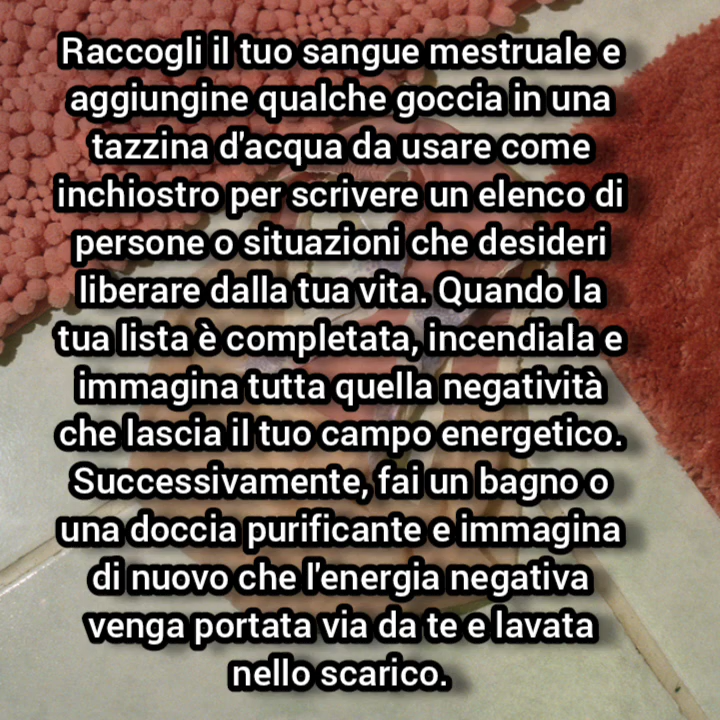 Raccogli il tuo sangue mestruale e
aggiungine qualche goccia in una
tazzina d'acqua da usare come
inchiostro per scrivere un elenco di
persone o situazioni che desideri
liberare dalla tua vita. Quando la
tua lista è completata, incendiala e
immagina tutta quella negatività
che lascia il tuo campo energetico.
Successivamente, fai un bagno o
una doccia purificante e immagina
di nuovo che l'energia negativa
venga portata via da te e lavata
nello scarico.